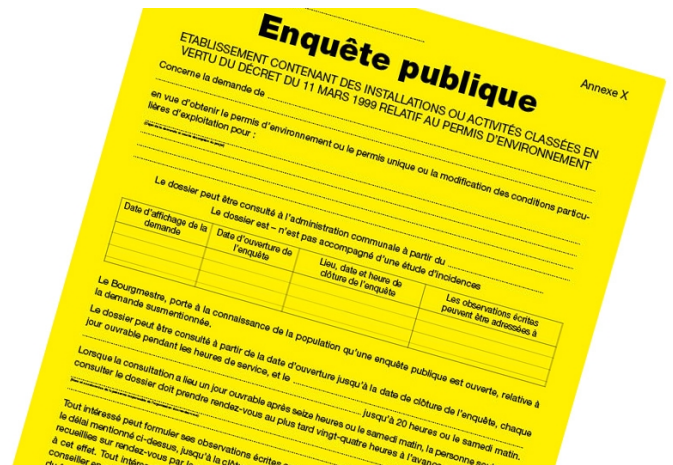 Annexe X
Enquête publique
ETABLISSEMENT CONTENANT DES INSTALLATIONS OU ACTIVITÉS CLASSÉES EN
VERTU DU DÉCRET DU 11 MARS 1999 RELATIF AU PERMIS D'ENVIRONNEMENT
Concerne la demande de
en vue d'obtenir le permis d'environnement ou le permis unique ou la modification des conditions particu-
lières d'exploitation pour :
Le dossier peut être consulté à l'administration communale à partir du
Le dossier est – n'est pas accompagné d'une étude d'incidences
Date d'affichage de la
demande
Date d'ouverture de
l'enquête
Lieu, date et heure de
clôture de l'enquête
Les observations écrites
peuvent être adressées à
Le Bourgmestre, porte à la connaissance de la population qu'une enquête publique est ouverte, relative à
la demande susmentionnée.
Le dossier peut être consulté à partir de la date d'ouverture jusqu'à la date de clôture de l'enquête, chaque
jour ouvrable pendant les heures de service, et le jusqu'à 20 heures ou le samedi matin.
Lorsque la consultation a lieu un jour ouvrable après seize heures ou le samedi matin, la personne
consulter le dossier doit prendre rendez-vous au plus tard vingt-quatre heures à l'avance
Tout intéressé peut formuler ses observations écrites
le délai mentionné ci-dessus, jusqu'à la
recueillies sur rendez-vous par
à cet effet. Tout
conseiller en